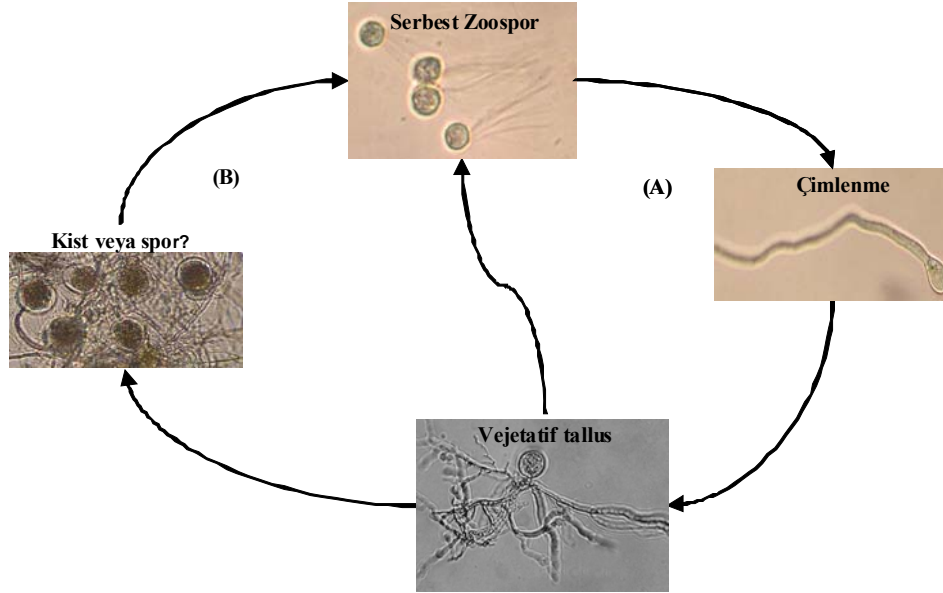 Serbest Zoospor
(B)
(A)
Çimlenme
Kist veya spor?
Vejetatif tallus